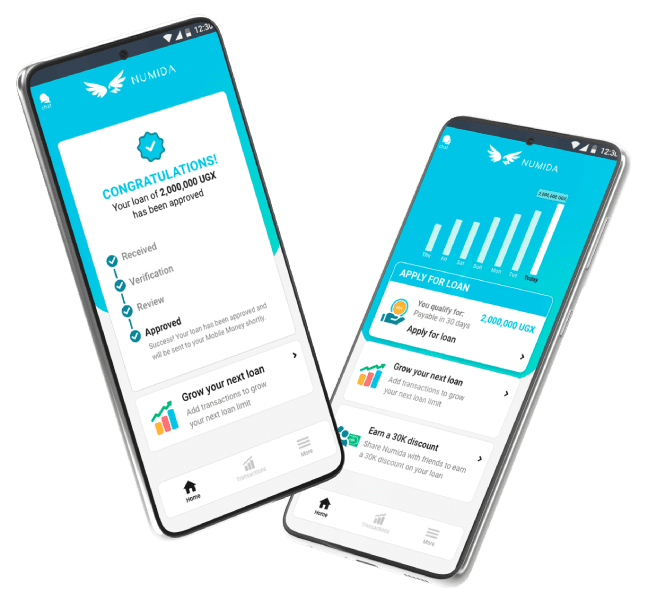 12:30
chat
NUMIDA
CONGRATULATIONS!
Your loan of 2,000,000 UGX
has been approved
Received
Verification
Review
Approved
Success! Your loan has been approved and
will be sent to your Mobile Money shortly.
Grow your next loan
Add transactions to grow
your next loan limit
Home
Transactions
More
12:30
chat
NUMIDA
2,000,000 UGX
Thu
Fri
Sat
Sun
Mon
Tue
Today
APPLY FOR LOAN
You qualify for:
Payable in 30 days
2,000,000 UGX
Apply for loan
Grow your next loan
Add transactions to grow
your next loan limit
Earn a 30K discount
Share Numida with friends to earn
a 30K discount on your loan
Home
Transactions
More